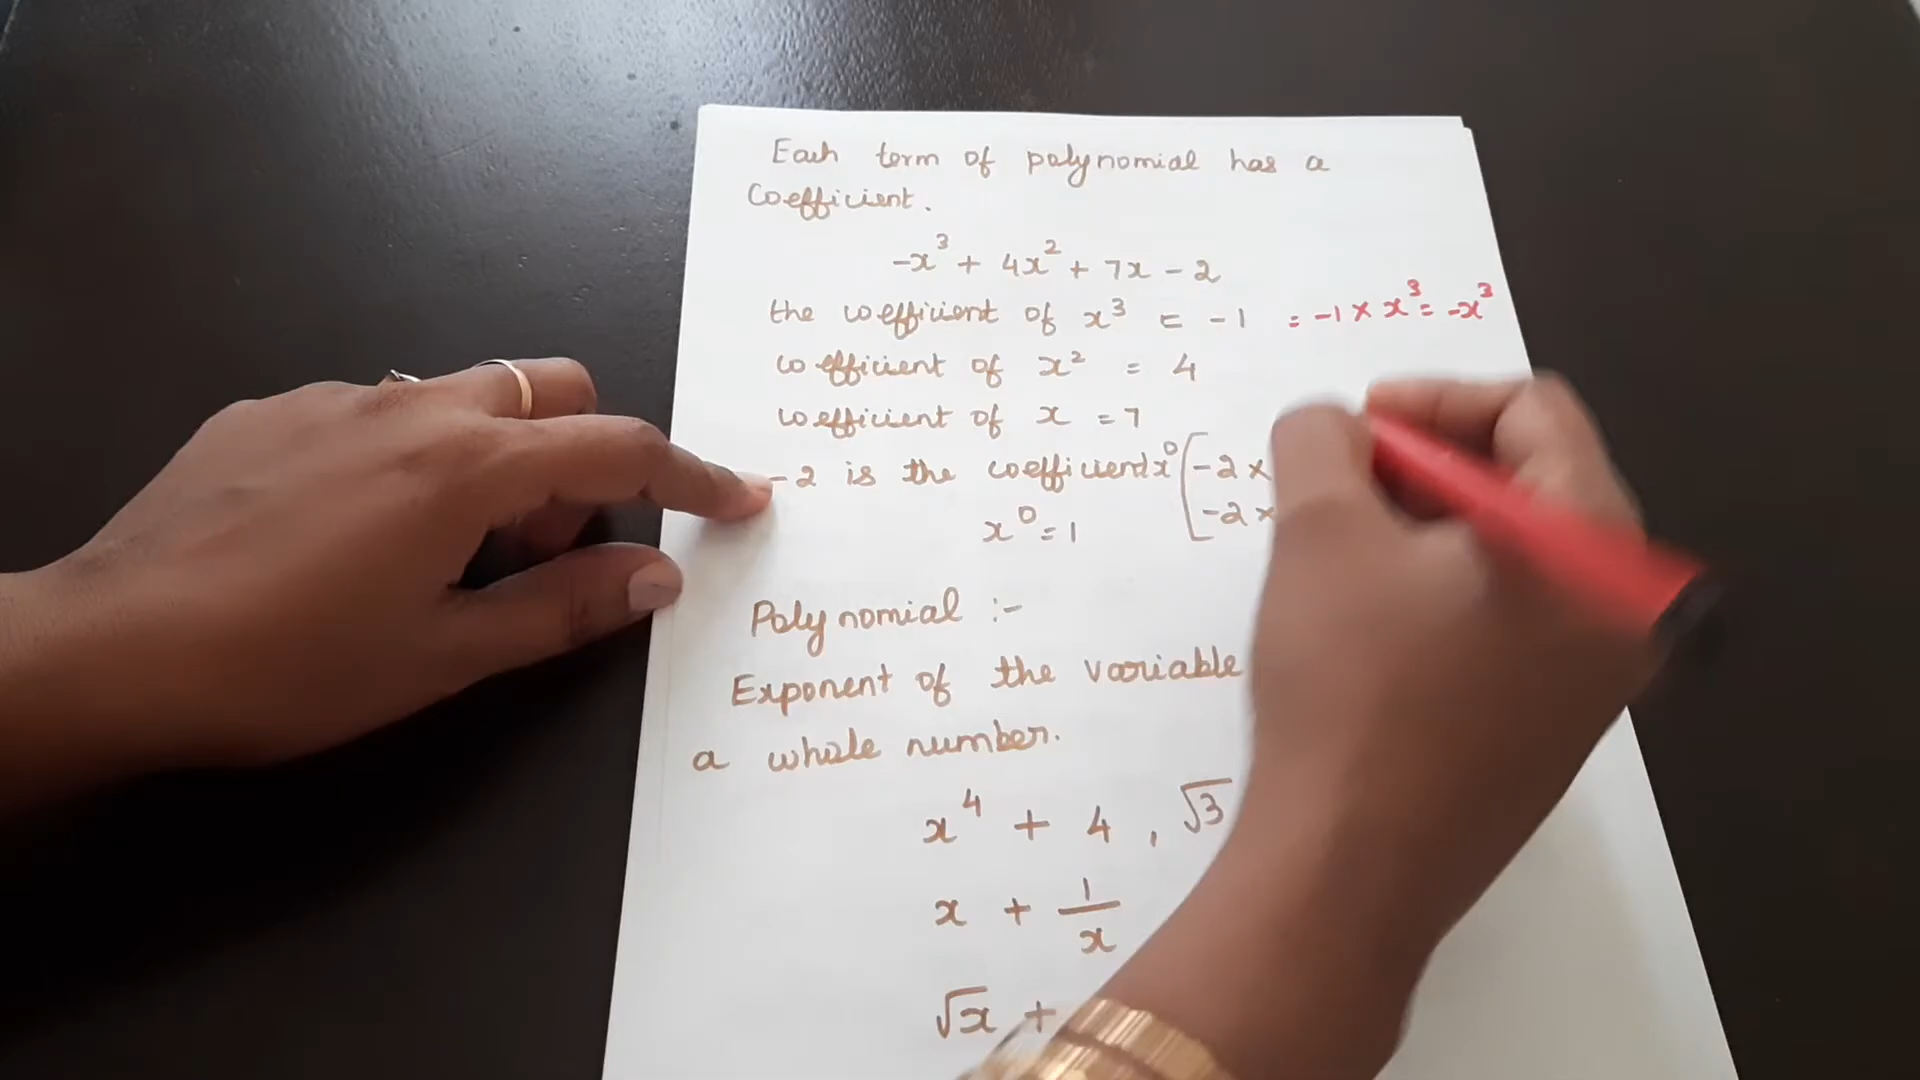 Each term of polynomial has a
Coefficient.
-x³ + 4x² + 7x - 2
the coefficient of x³ = -1 = -1 × x³ = -x³
coefficient of x² = 4
coefficient of x = 7
-2 is the coefficient x⁰ [-2 ×
x⁰ = 1 -2 ×
Polynomial :-
Exponent of the variable
a whole number.
x⁴ + 4 , √3
x + 1/x
√x +